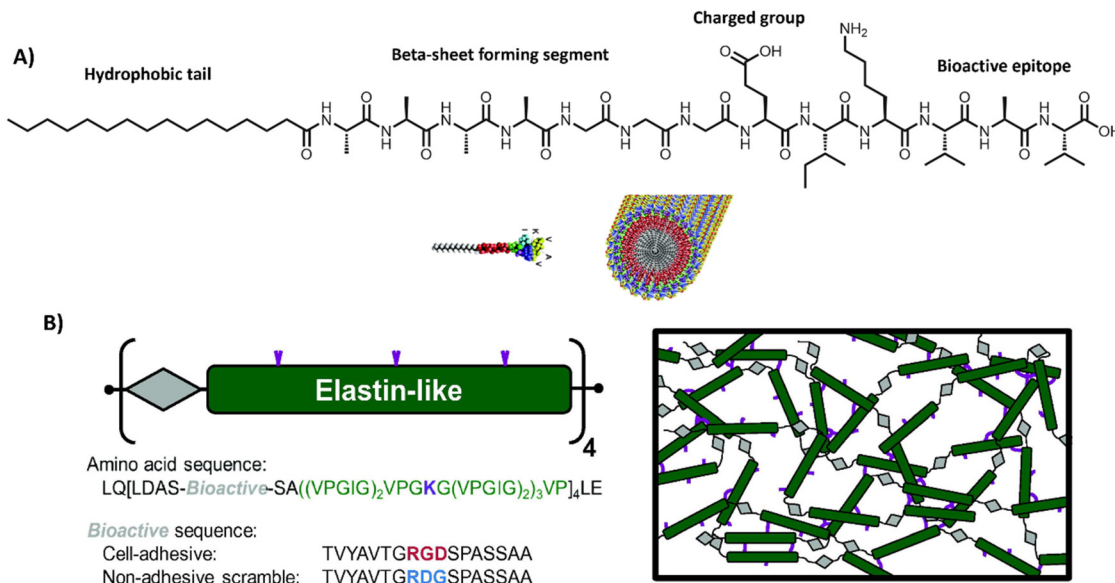 A)
Hydrophobic tail
Beta-sheet forming segment
Charged group
Bioactive epitope
NH₂
O OH
H O H O H O H O H O H O H O
N N N N N N N OH
N N N N N N
O H O H O H O H O H O H O
I K V A V
B)
Elastin-like
4
Amino acid sequence:
LQ[LDAS-Bioactive-SA((VPGIG)₂VPGKG(VPGIG)₂)₃VP]₄LE
Bioactive sequence:
Cell-adhesive: TVYAVTGRGDSPASSAA
Non-adhesive scramble: TVYAVTGRDGSPASSAA